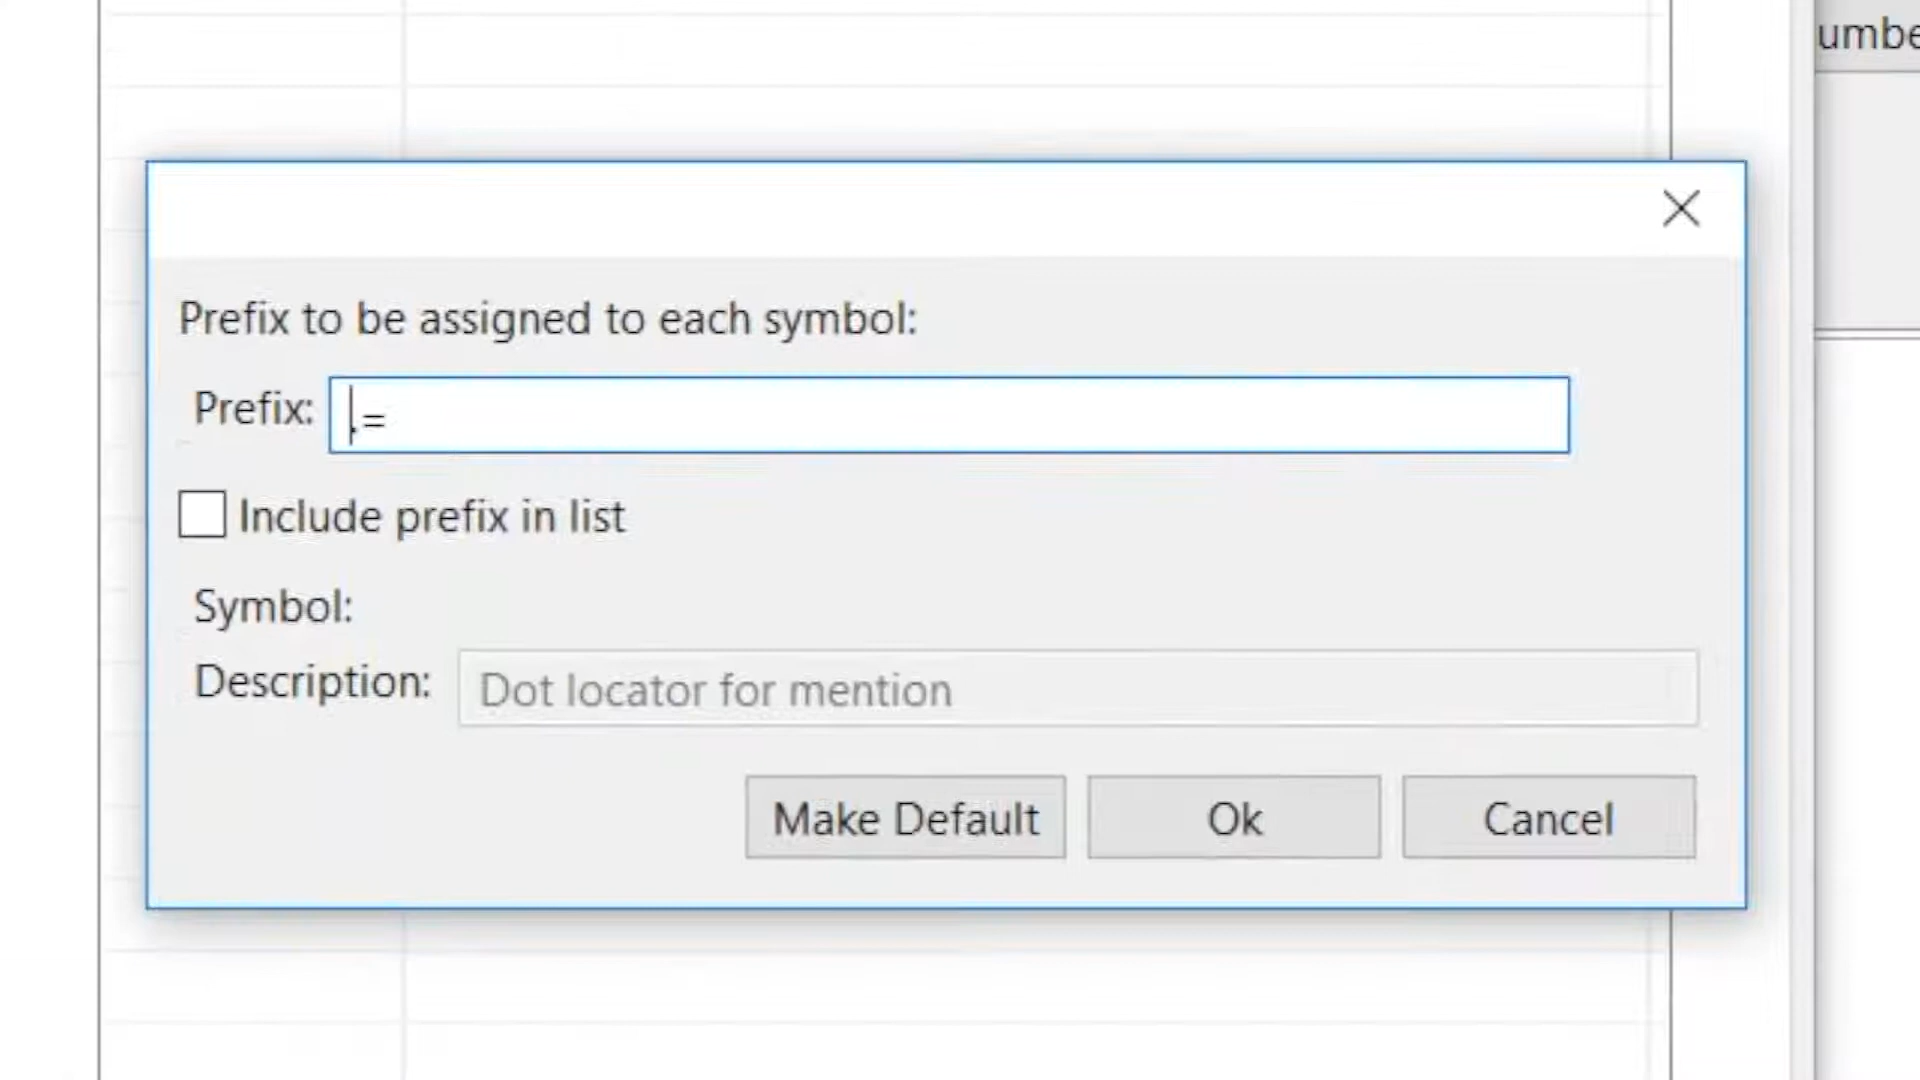 umbe
Prefix to be assigned to each symbol:
Prefix: .=
Include prefix in list
Symbol:
Description: Dot locator for mention
Make Default Ok Cancel